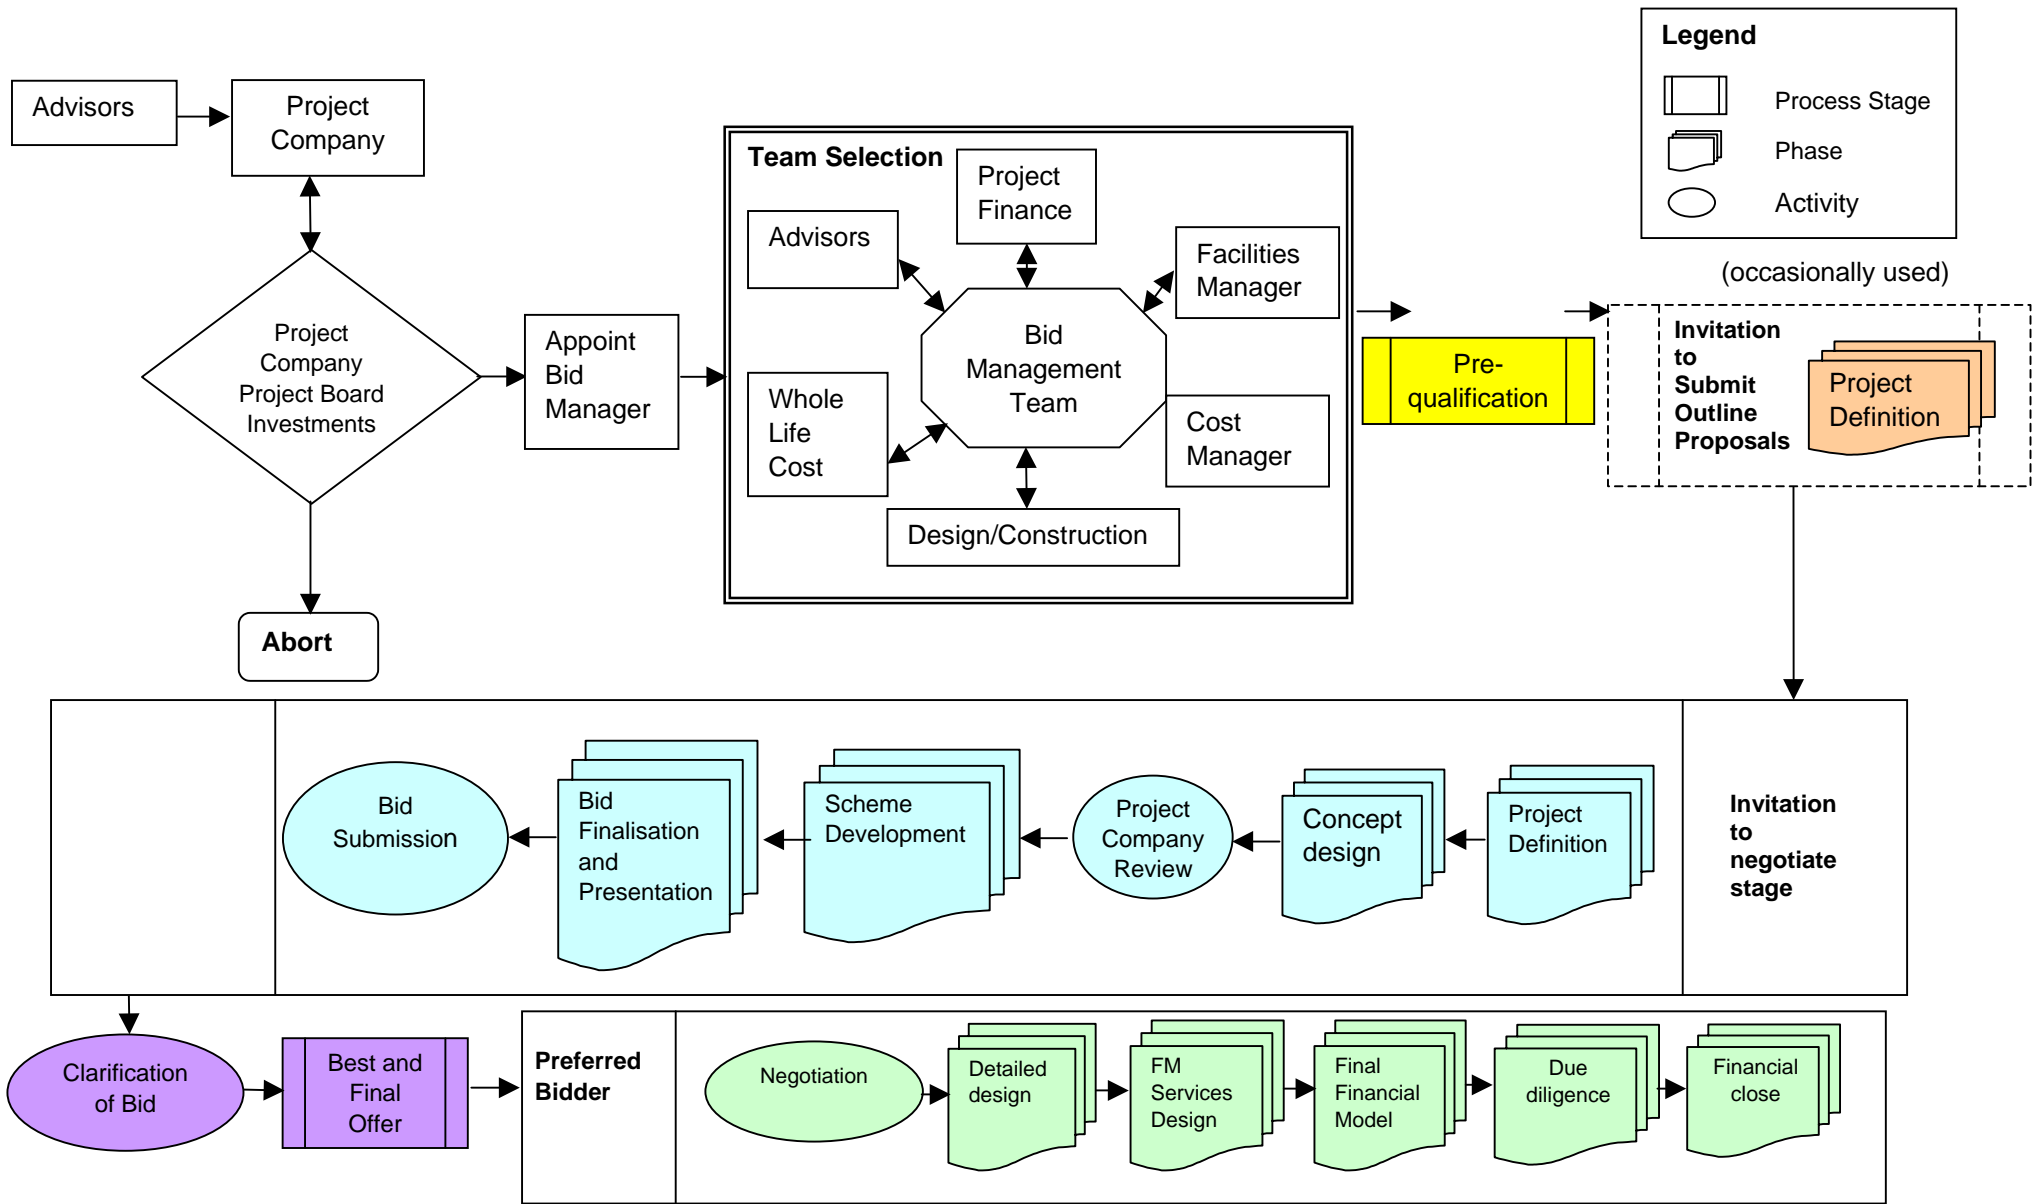 Legend
Process Stage
Phase
Activity
Advisors
Project
Company
Project
Company
Project Board
Investments
Abort
Appoint
Bid
Manager
Team Selection
Project
Finance
Advisors
Facilities
Manager
Bid
Management
Team
Whole
Life
Cost
Cost
Manager
Design/Construction
Pre-
qualification
(occasionally used)
Invitation
to
Submit
Outline
Proposals
Project
Definition
Invitation
to
negotiate
stage
Project
Definition
Concept
design
Project
Company
Review
Scheme
Development
Bid
Finalisation
and
Presentation
Bid
Submission
Clarification
of Bid
Best and
Final
Offer
Preferred
Bidder
Negotiation
Detailed
design
FM
Services
Design
Final
Financial
Model
Due
diligence
Financial
close